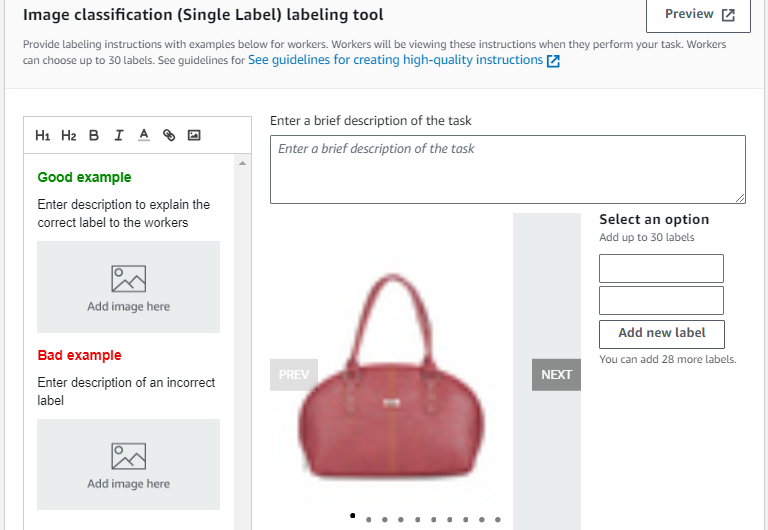 Image classification (Single Label) labeling tool
Preview
Provide labeling instructions with examples below for workers. Workers will be viewing these instructions when they perform your task. Workers
can choose up to 30 labels. See guidelines for See guidelines for creating high-quality instructions
H1 H2 B I A
Good example
Enter description to explain the
correct label to the workers
Add image here
Bad example
Enter description of an incorrect
label
Add image here
Enter a brief description of the task
Enter a brief description of the task
PREV
NEXT
Select an option
Add up to 30 labels
Add new label
You can add 28 more labels.